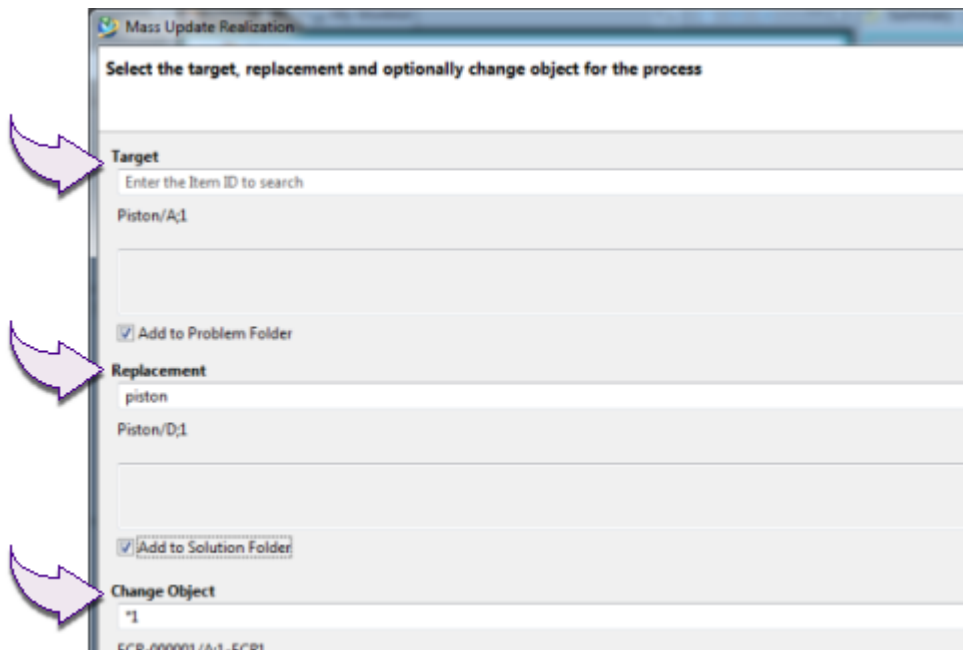 Mass Update Realization
Select the target, replacement and optionally change object for the process
Target
Enter the Item ID to search
Piston/A;1
Add to Problem Folder
Replacement
piston
Piston/D;1
Add to Solution Folder
Change Object
*1